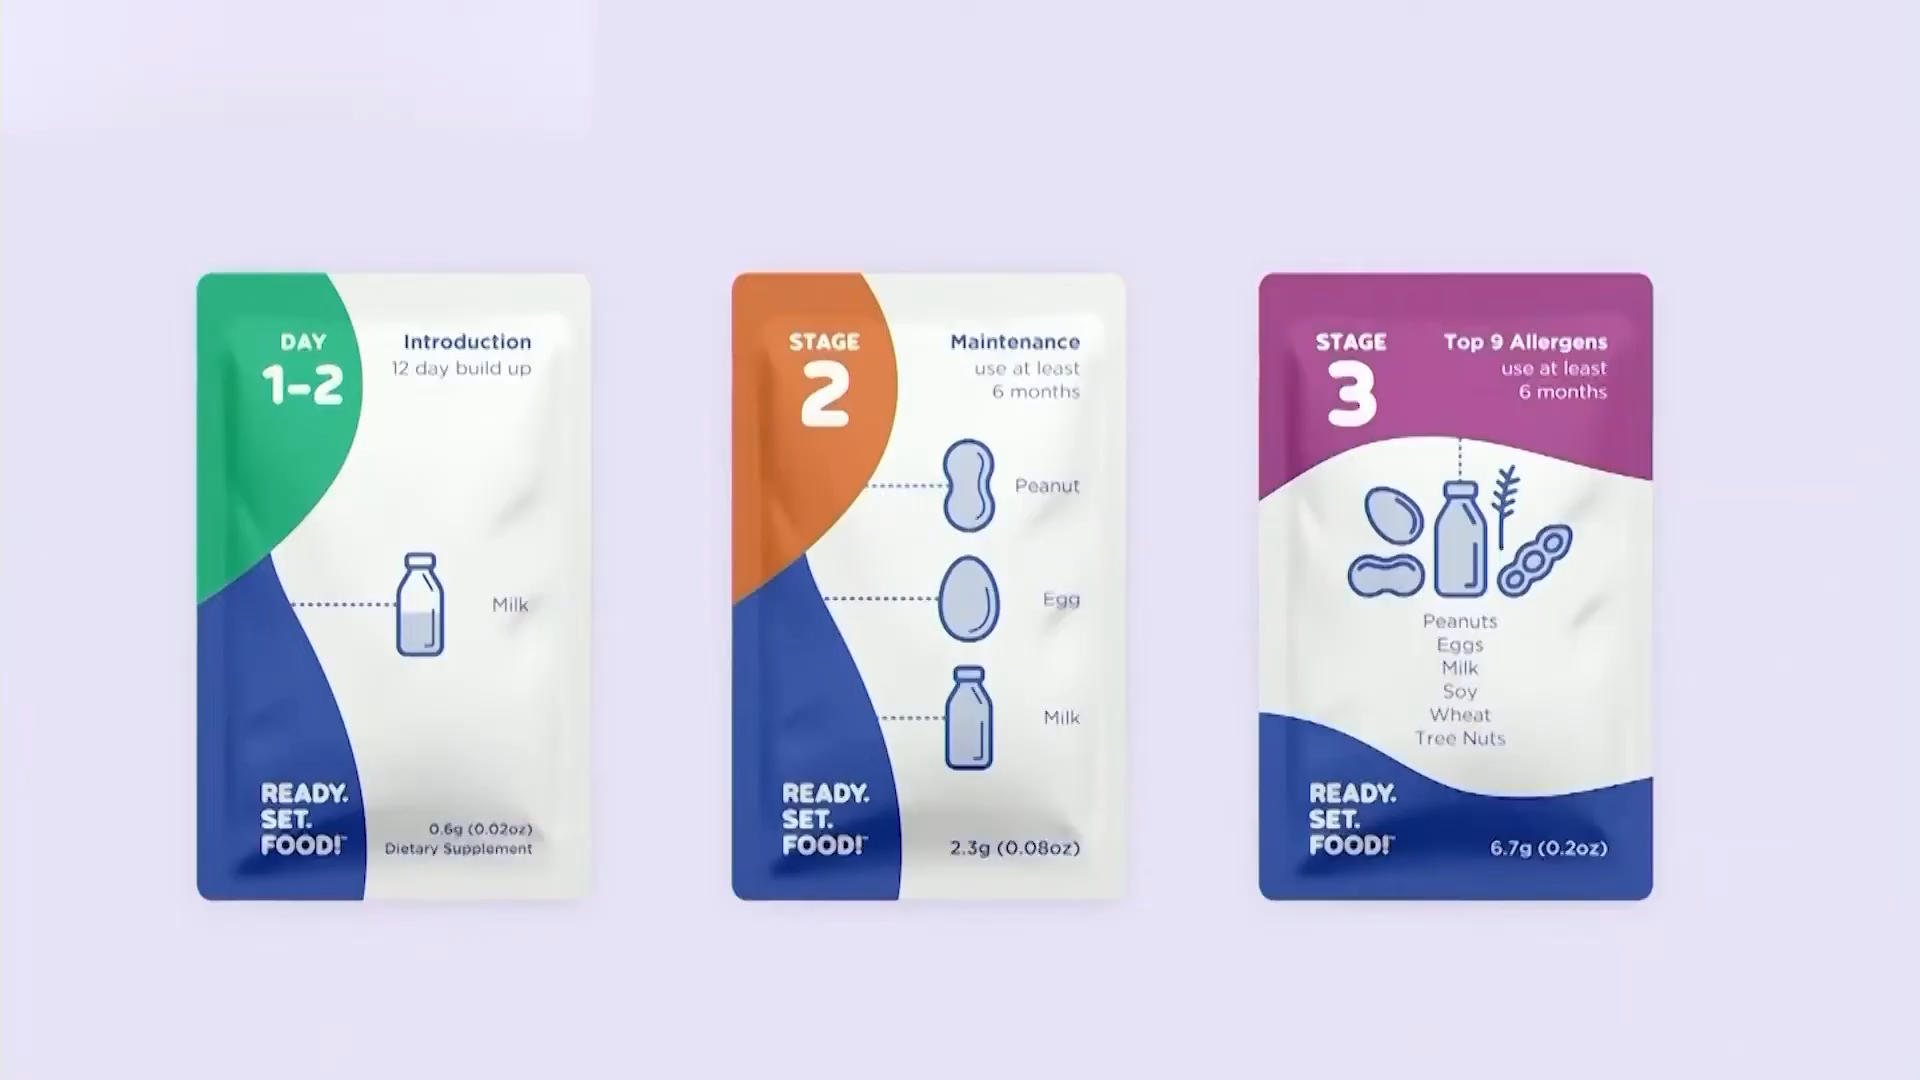 DAY
1-2
Introduction
12 day build up
Milk
READY.
SET.
FOOD!™
0.6g (0.02oz)
Dietary Supplement
STAGE
2
Maintenance
use at least
6 months
Peanut
Egg
Milk
READY.
SET.
FOOD!™
2.3g (0.08oz)
STAGE
3
Top 9 Allergens
use at least
6 months
Peanuts
Eggs
Milk
Soy
Wheat
Tree Nuts
READY.
SET.
FOOD!™
6.7g (0.2oz)